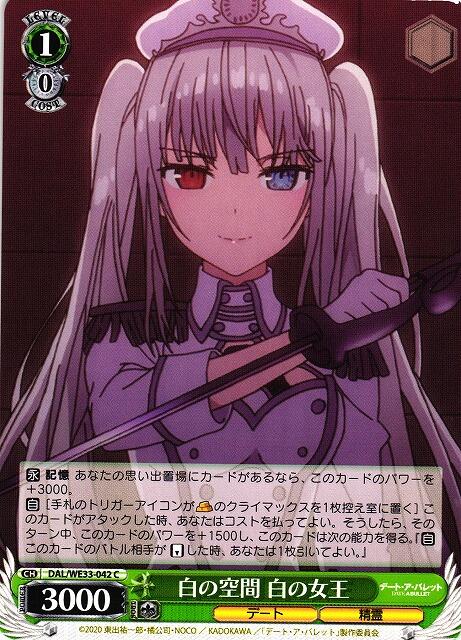 LEVEL
1
0
COST
永 記憶 あなたの思い出置場にカードがあるなら、このカードのパワーを
+3000。
自 [手札のトリガーアイコンがのクライマックスを1枚控え室に置く] こ
のカードがアタックした時、あなたはコストを払ってよい。そうしたら、その
ターン中、このカードのパワーを+1500し、このカードは次の能力を得る。『自
このカードのバトル相手がした時、あなたは1枚引いてよい。』
CH DAL/WE33-042 C
POWER
3000
SOUL
白の空間 白の女王
デート・ア・バレット
DATE A BULLET
デート
精霊
©2020 東出祐一郎・橘公司・NOCO / KADOKAWA /「デート・ア・バレット」製作委員会